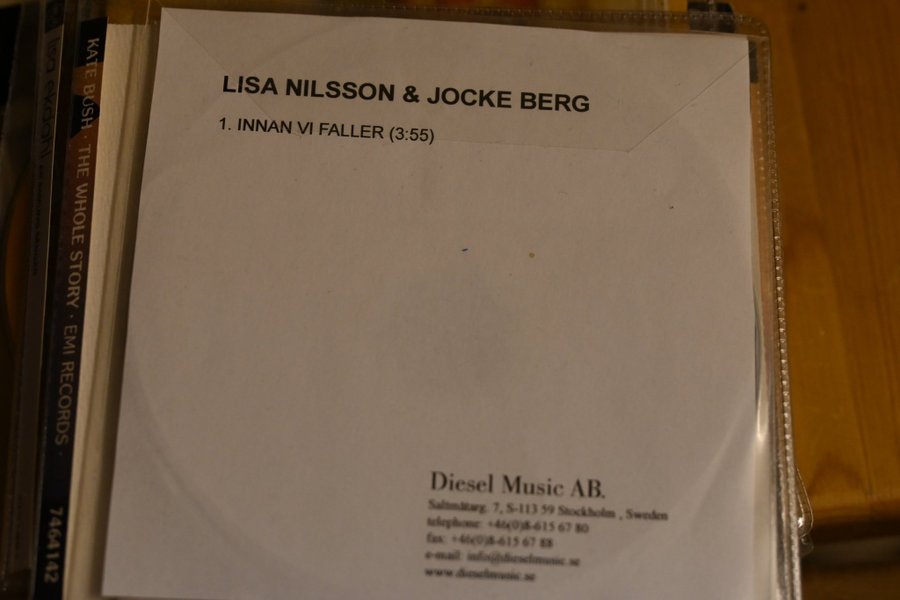 LISA NILSSON & JOCKE BERG
1. INNAN VI FALLER (3:55)
Diesel Music AB.
Saltmätarg. 7, S-113 59 Stockholm , Sweden
telephone: +46(0)8-615 67 80
fax: +46(0)8-615 67 88
e-mail: info@dieselmusic.se
www.dieselmusic.se
KATE BUSH · THE WHOLE STORY · EMI RECORDS ·
7464142
lisa ekdahl